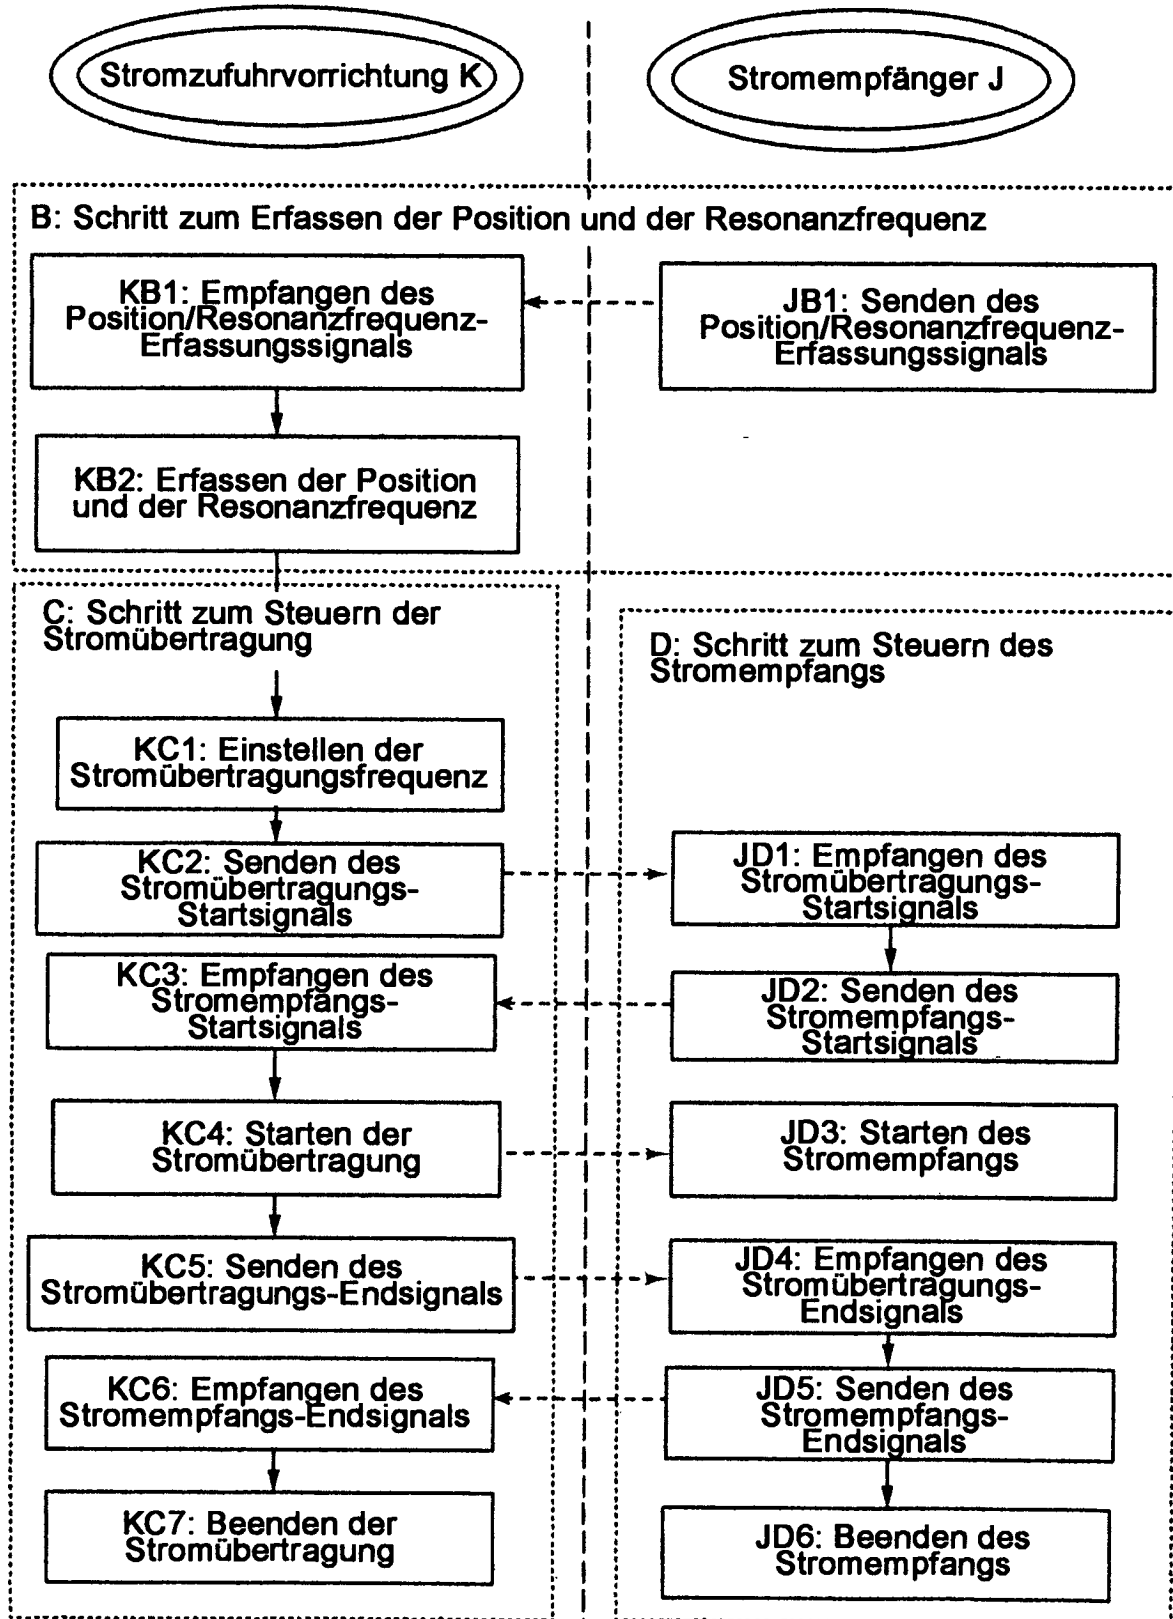 Stromzufuhrvorrichtung K
Stromempfänger J
B: Schritt zum Erfassen der Position und der Resonanzfrequenz
KB1: Empfangen des
Position/Resonanzfrequenz-
Erfassungssignals
JB1: Senden des
Position/Resonanzfrequenz-
Erfassungssignals
KB2: Erfassen der Position
und der Resonanzfrequenz
C: Schritt zum Steuern der
Stromübertragung
D: Schritt zum Steuern des
Stromempfangs
KC1: Einstellen der
Stromübertragungsfrequenz
KC2: Senden des
Stromübertragungs-
Startsignals
JD1: Empfangen des
Stromübertragungs-
Startsignals
KC3: Empfangen des
Stromempfangs-
Startsignals
JD2: Senden des
Stromempfangs-
Startsignals
KC4: Starten der
Stromübertragung
JD3: Starten des
Stromempfangs
KC5: Senden des
Stromübertragungs-Endsignals
JD4: Empfangen des
Stromübertragungs-
Endsignals
KC6: Empfangen des
Stromempfangs-Endsignals
JD5: Senden des
Stromempfangs-
Endsignals
KC7: Beenden der
Stromübertragung
JD6: Beenden des
Stromempfangs